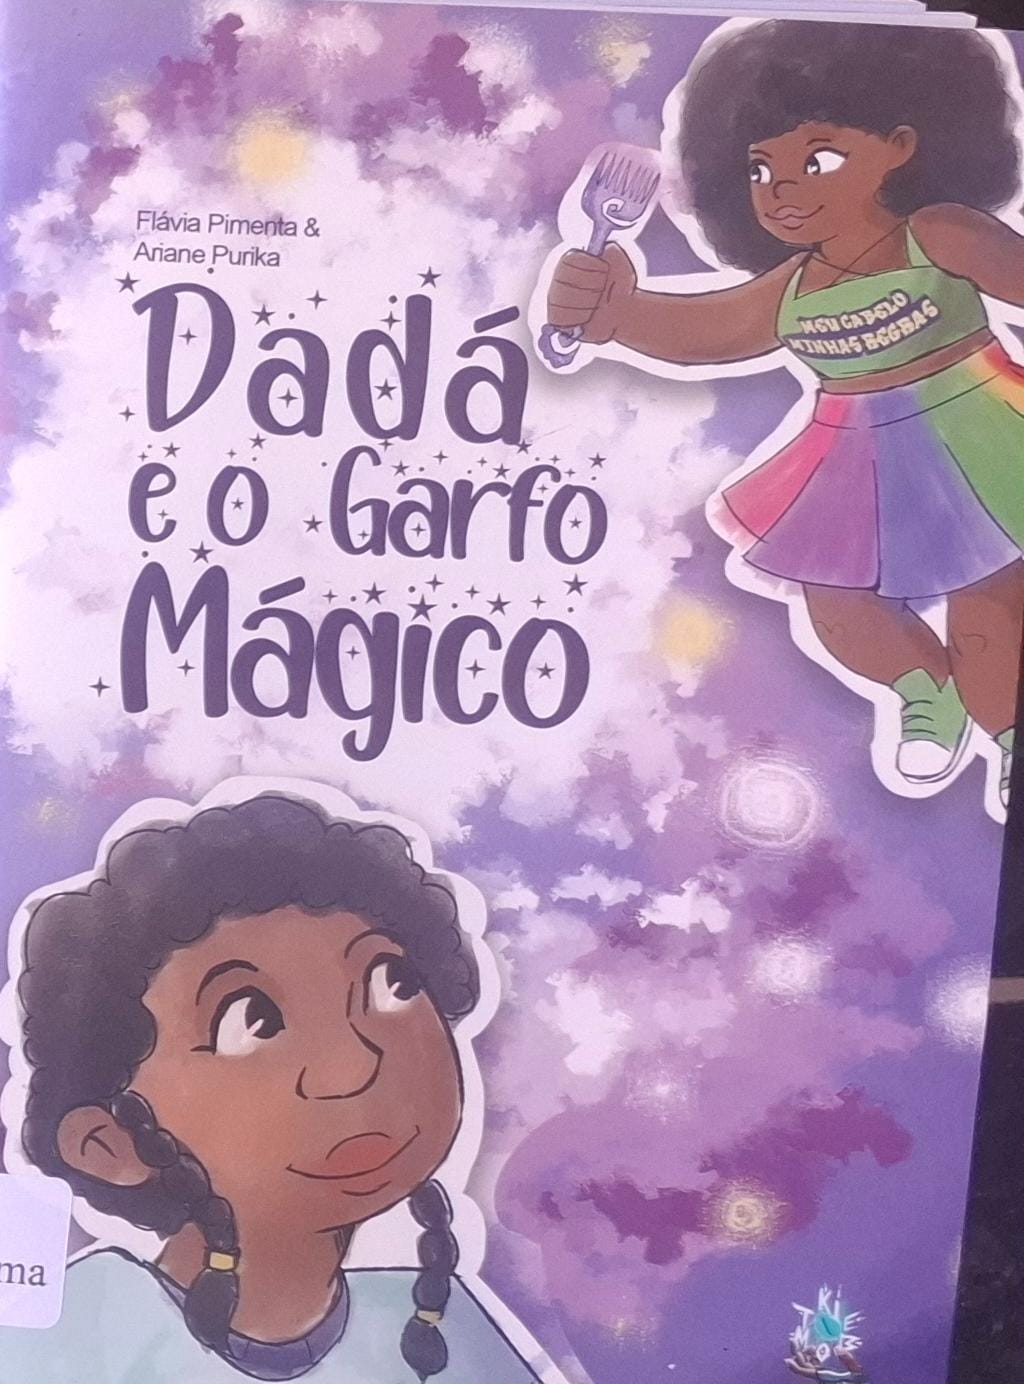 Flávia Pimenta &
Ariane Purika
Dadá
e o Garfo
Mágico
MEU CABELO
MINHAS REGRAS
ma